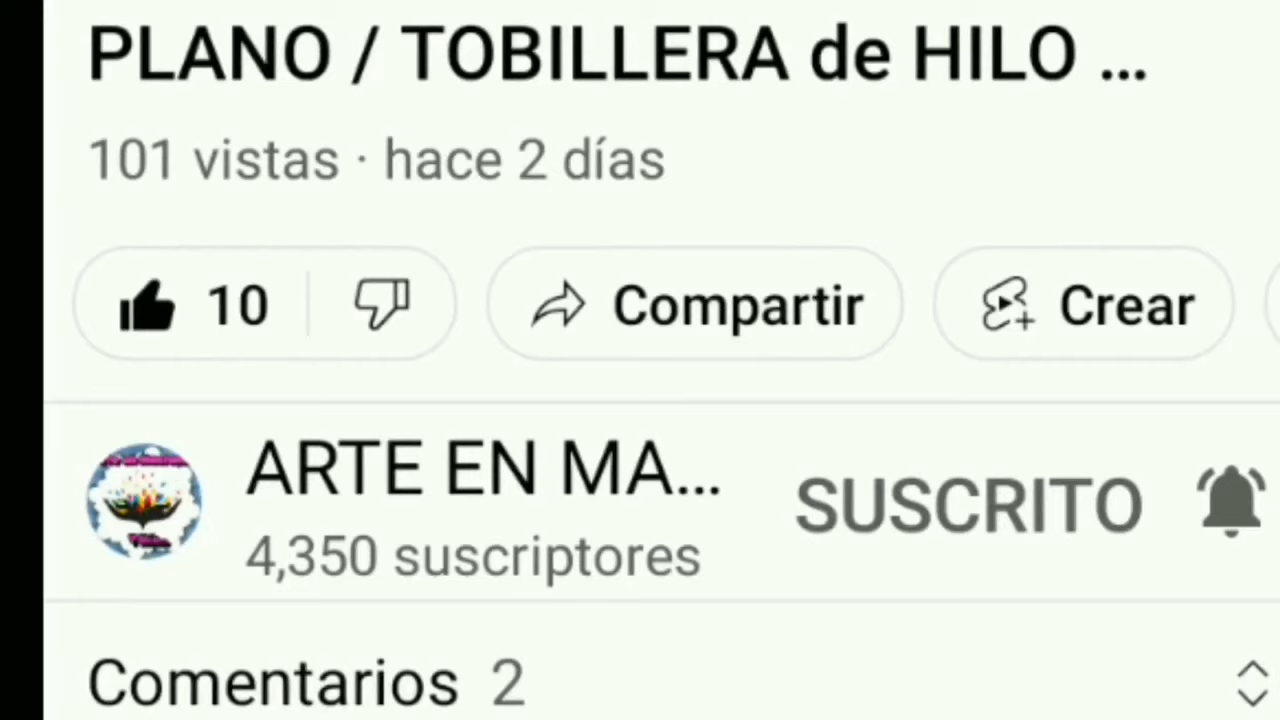 PLANO / TOBILLERA de HILO ...
101 vistas · hace 2 días
10
Compartir
Crear
ARTE EN MA...
SUSCRITO
4,350 suscriptores
Comentarios 2